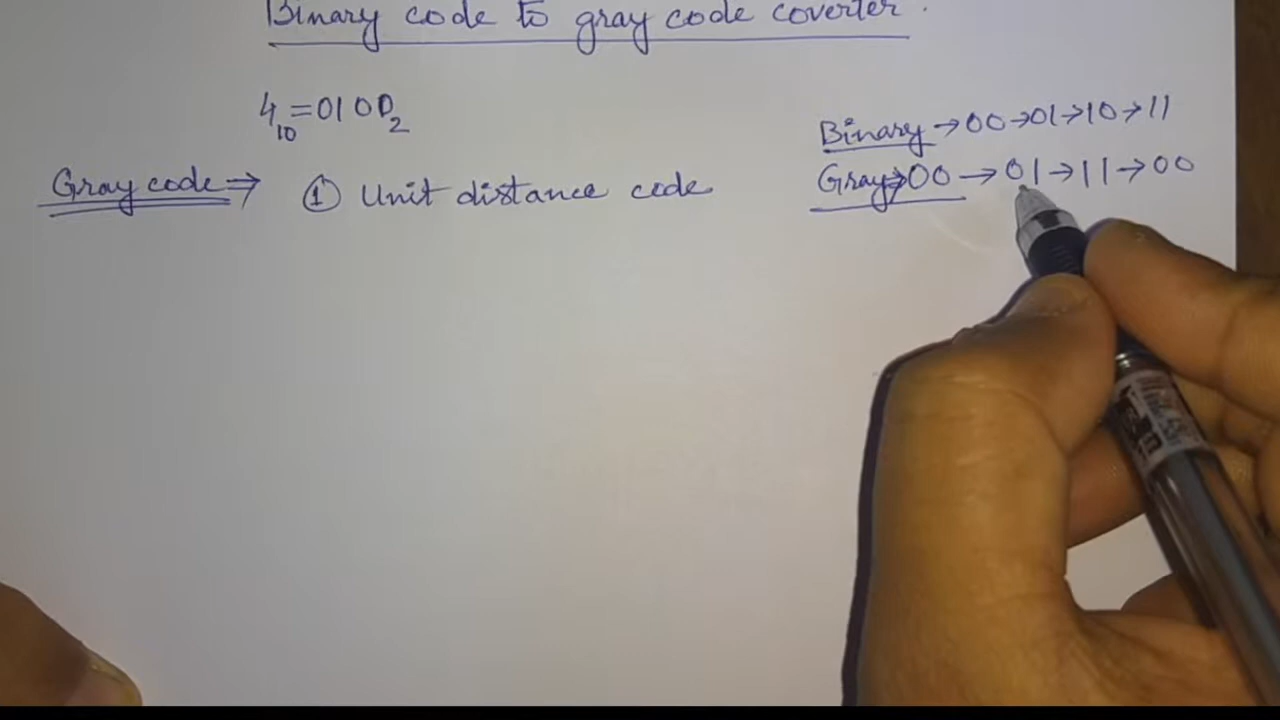 Binary code to gray code coverter.
4₁₀=0100₂
Binary →00→01→10→11
Gray code ⇒ ① Unit distance code
Gray⇒00→01→11→00